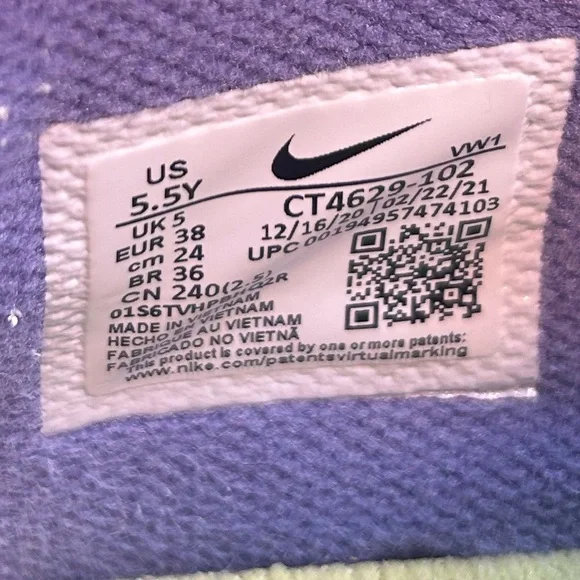 US
5.5Y
UK 5
EUR 38
cm 24
BR 36
CN 240(2.5)
VW1
CT4629-102
12/16/20 02/22/21
UPC 00194957474103
MADE IN VIETNAM
HECHO EN VIETNAM
FABRIQUE AU VIETNAM
FABRICADO NO VIETNÃ
This product is covered by one or more patents:
www.nike.com/patentsvirtualmarking